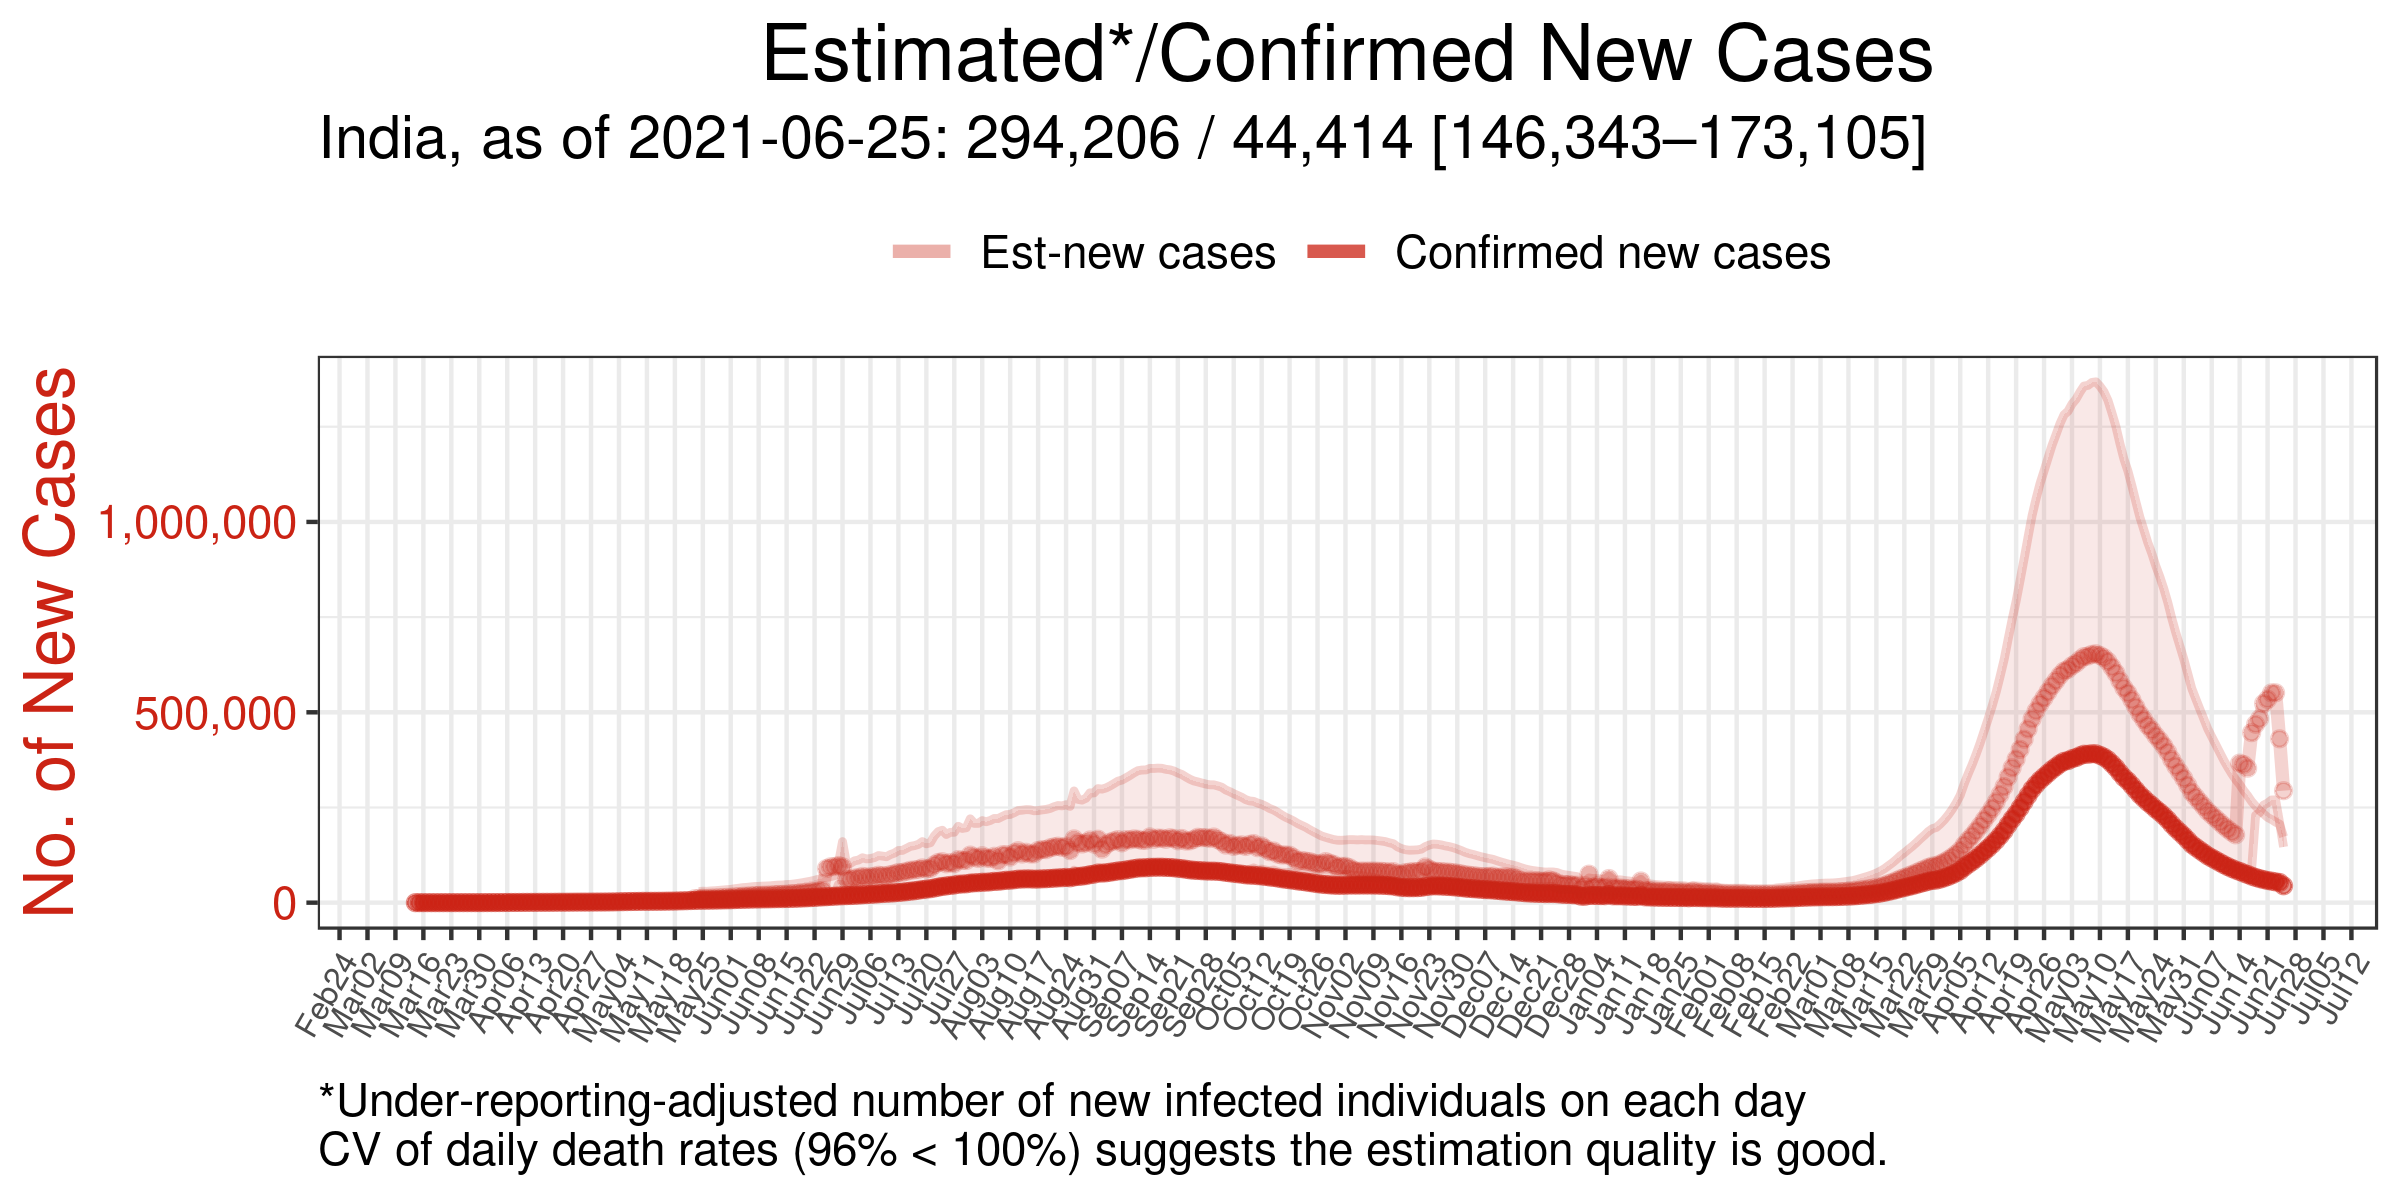 Estimated*/Confirmed New Cases
India, as of 2021-06-25: 294,206 / 44,414 [146,343–173,105]
Est-new cases Confirmed new cases
No. of New Cases
1,000,000
500,000
0
Feb24 Mar02 Mar09 Mar16 Mar23 Mar30 Apr06 Apr13 Apr20 Apr27 May04 May11 May18 May25 Jun01 Jun08 Jun15 Jun22 Jun29 Jul06 Jul13 Jul20 Jul27 Aug03 Aug10 Aug17 Aug24 Aug31 Sep07 Sep14 Sep21 Sep28 Oct05 Oct12 Oct19 Oct26 Nov02 Nov09 Nov16 Nov23 Nov30 Dec07 Dec14 Dec21 Dec28 Jan04 Jan11 Jan18 Jan25 Feb01 Feb08 Feb15 Feb22 Mar01 Mar08 Mar15 Mar22 Mar29 Apr05 Apr12 Apr19 Apr26 May03 May10 May17 May24 May31 Jun07 Jun14 Jun21 Jun28 Jul05 Jul12
*Under-reporting-adjusted number of new infected individuals on each day
CV of daily death rates (96% < 100%) suggests the estimation quality is good.